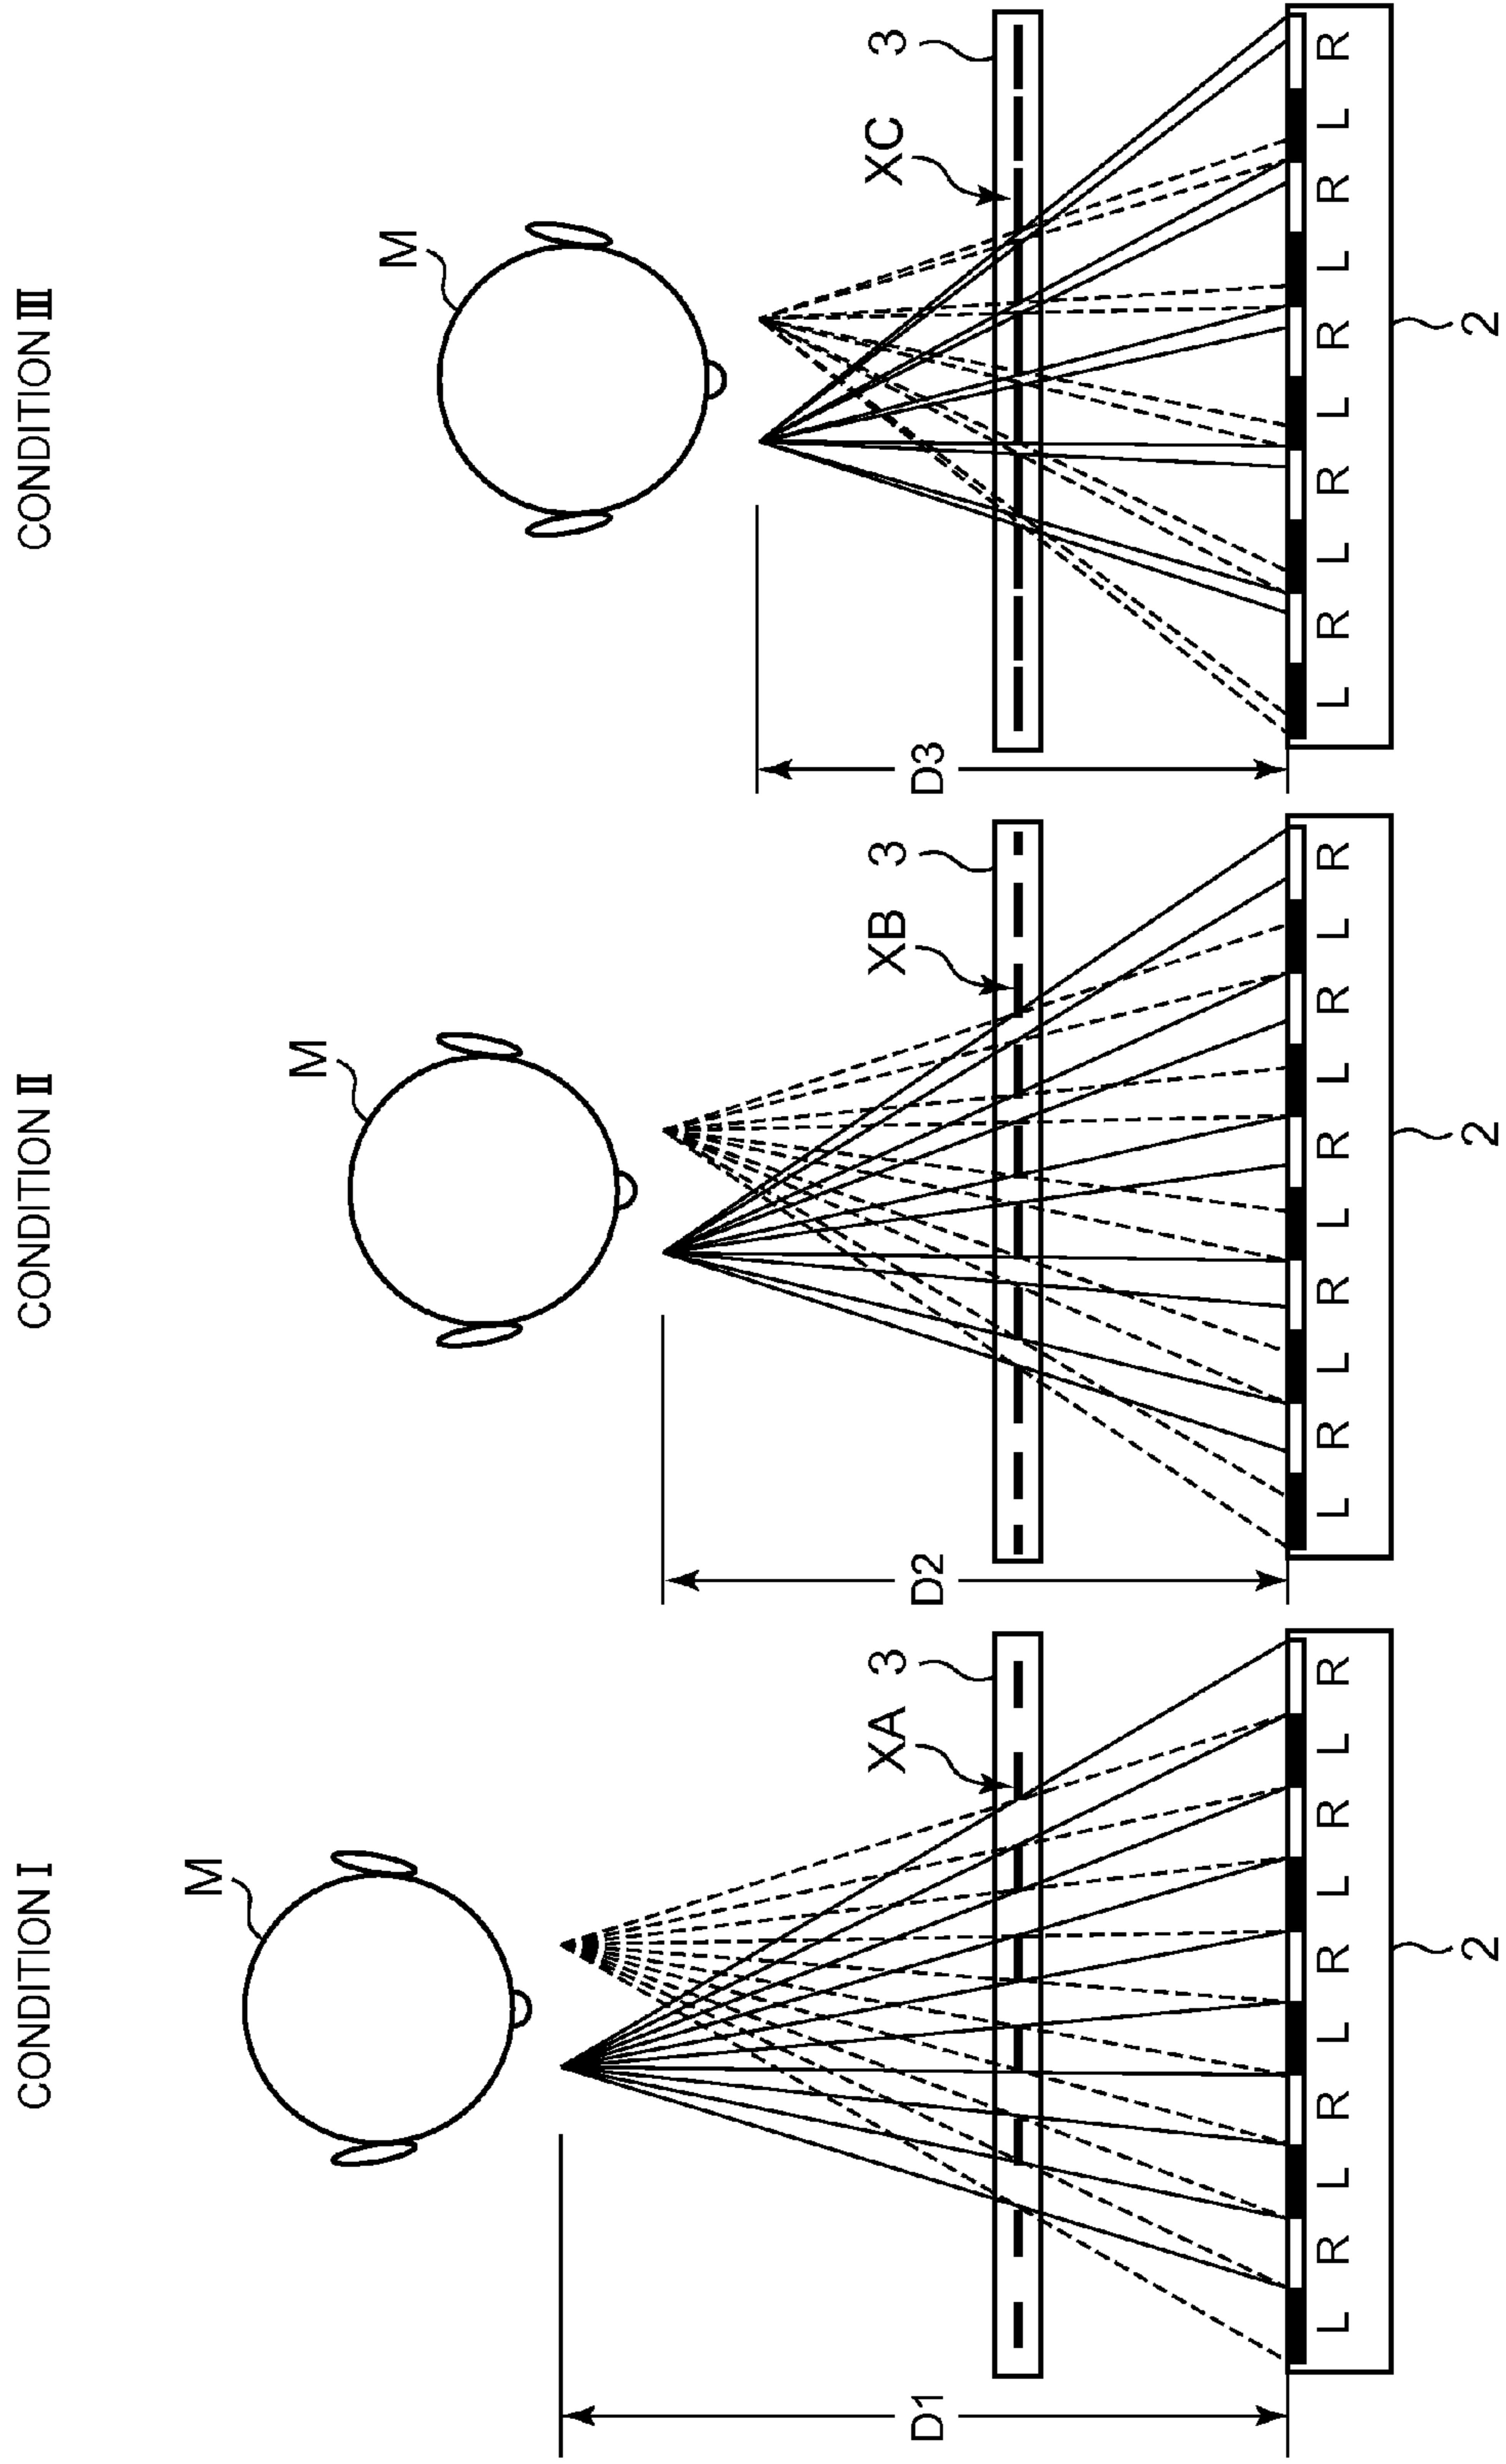 CONDITION I
M
D1
XA
3
L R L R L R L R L R
2
CONDITION II
M
D2
XB
3
L R L R L R L R L R
2
CONDITION III
M
D3
XC
3
L R L R L R L R L R
2